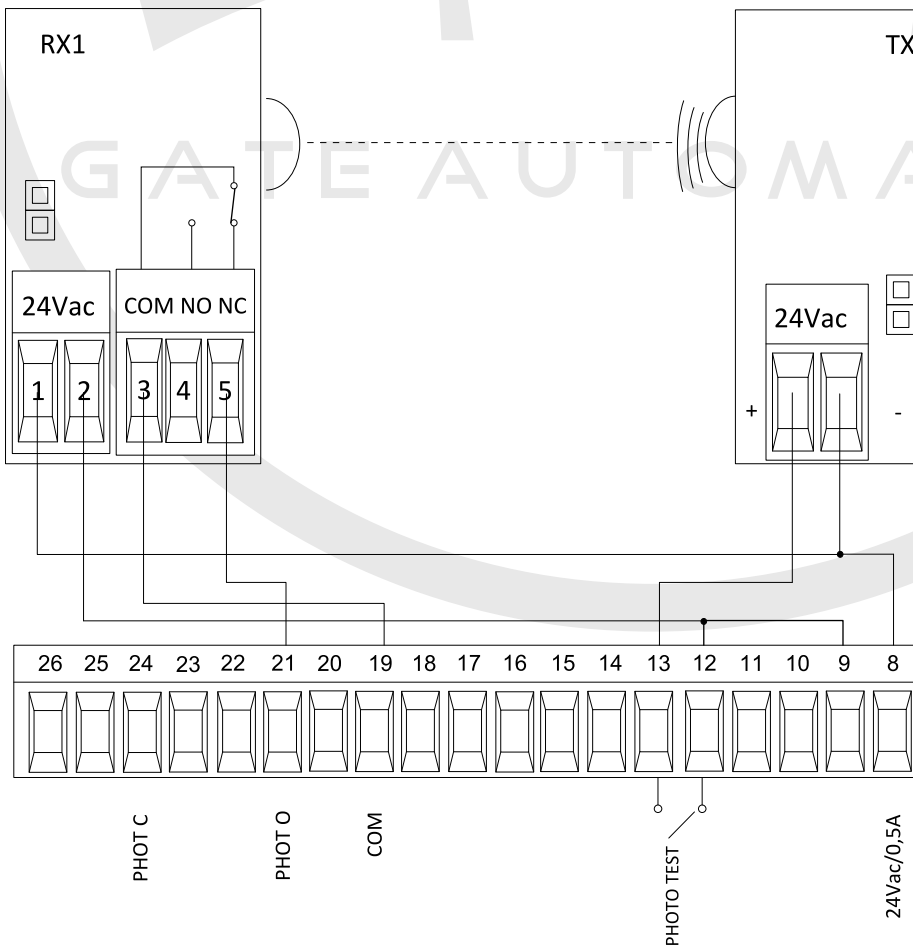 RX1
TX
GATE AUTOMA
24Vac
COM NO NC
24Vac
1 2 3 4 5
+ -
26 25 24 23 22 21 20 19 18 17 16 15 14 13 12 11 10 9 8
PHOT C
PHOT O
COM
PHOTO TEST
24Vac/0,5A